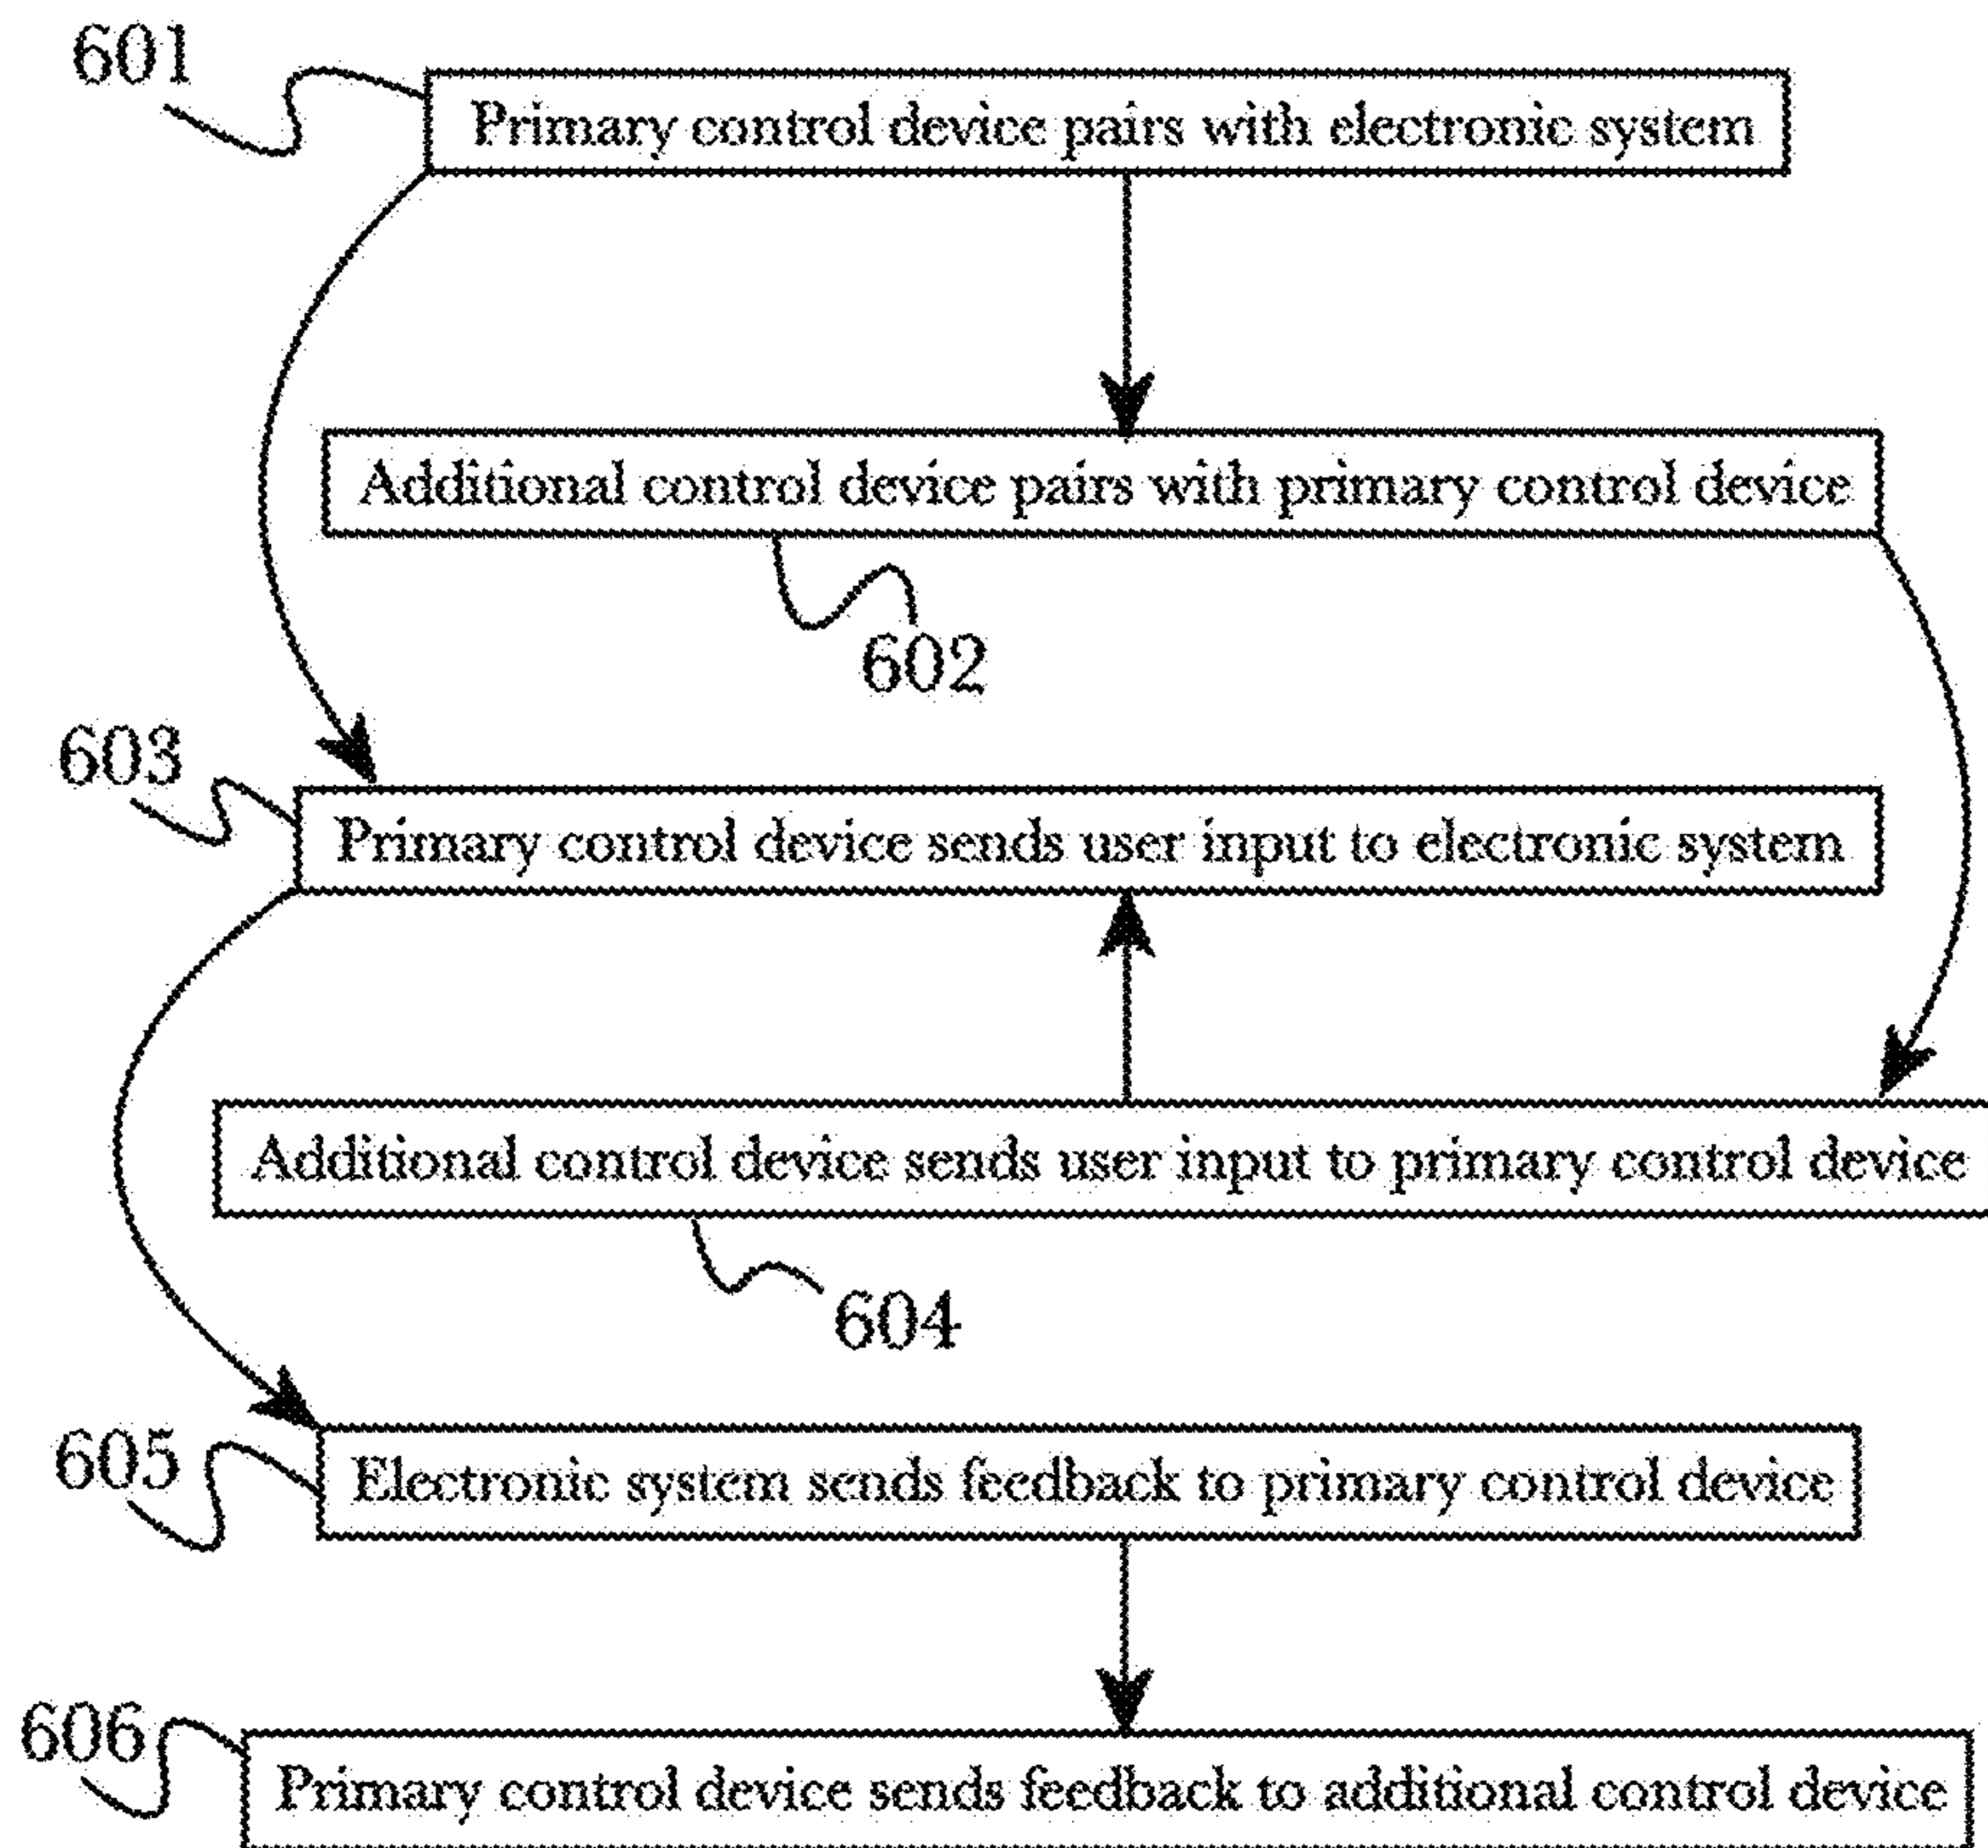 601
Primary control device pairs with electronic system
Additional control device pairs with primary control device
602
603
Primary control device sends user input to electronic system
Additional control device sends user input to primary control device
604
605
Electronic system sends feedback to primary control device
606
Primary control device sends feedback to additional control device